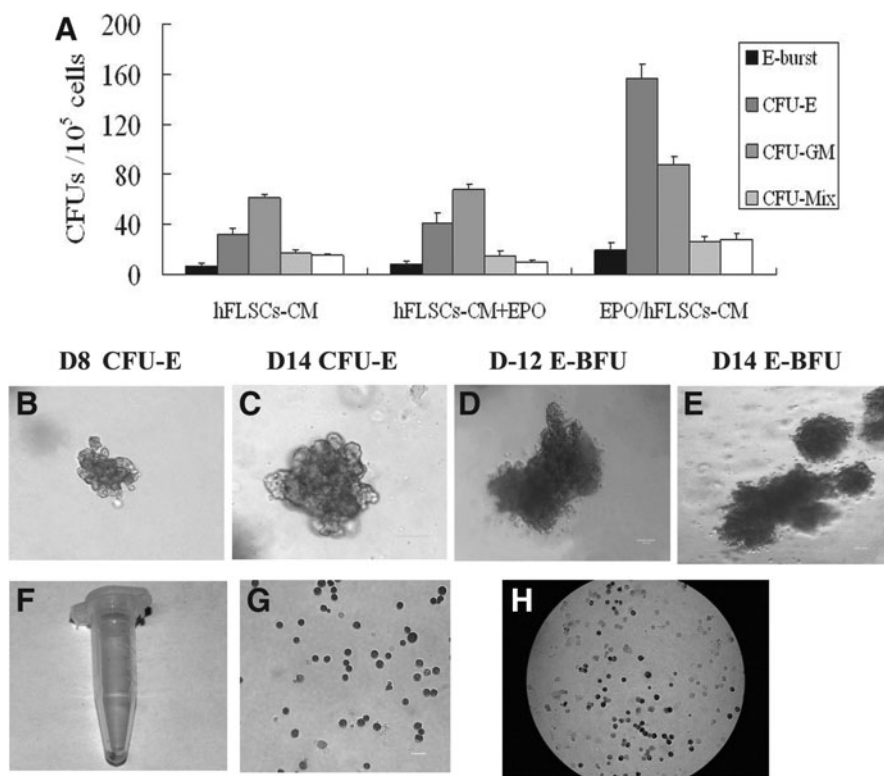 A
CFUs /10⁵ cells
200
160
120
80
40
0
E-burst
CFU-E
CFU-GM
CFU-Mix
hFLSCs-CM
hFLSCs-CM+EPO
EPO/hFLSCs-CM
D8 CFU-E
D14 CFU-E
D-12 E-BFU
D14 E-BFU
B
C
D
E
F
G
H